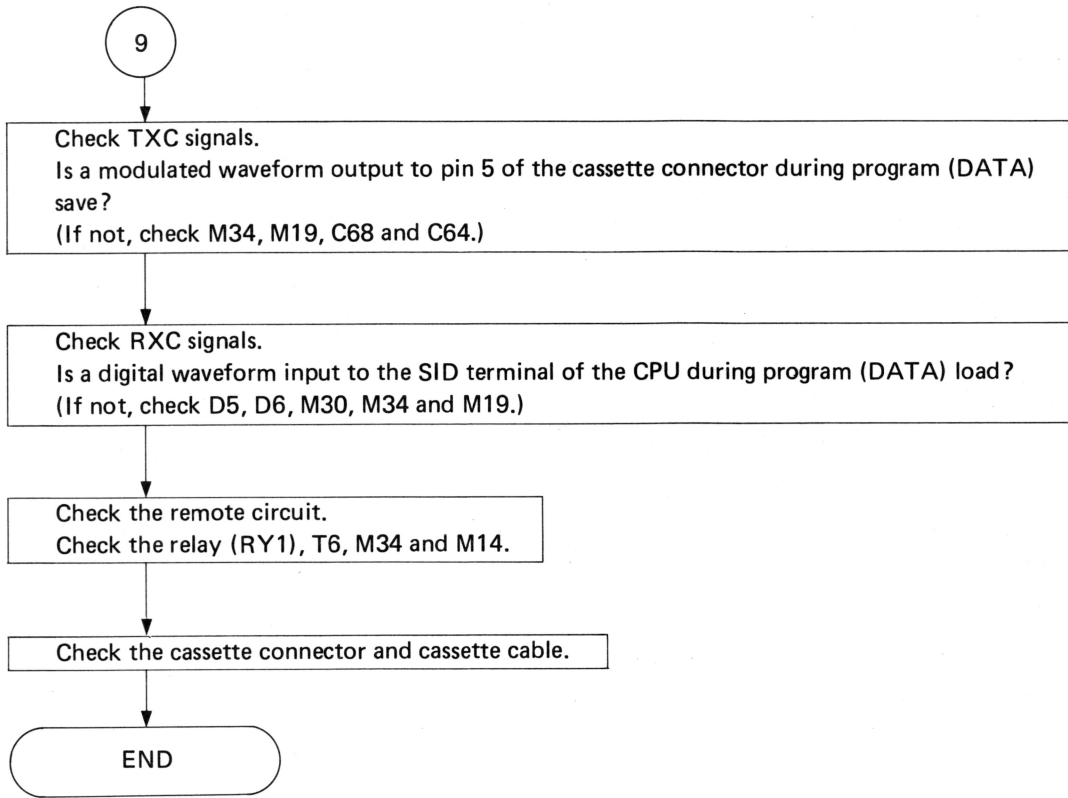 9
Check TXC signals.
Is a modulated waveform output to pin 5 of the cassette connector during program (DATA)
save?
(If not, check M34, M19, C68 and C64.)
Check RXC signals.
Is a digital waveform input to the SID terminal of the CPU during program (DATA) load?
(If not, check D5, D6, M30, M34 and M19.)
Check the remote circuit.
Check the relay (RY1), T6, M34 and M14.
Check the cassette connector and cassette cable.
END